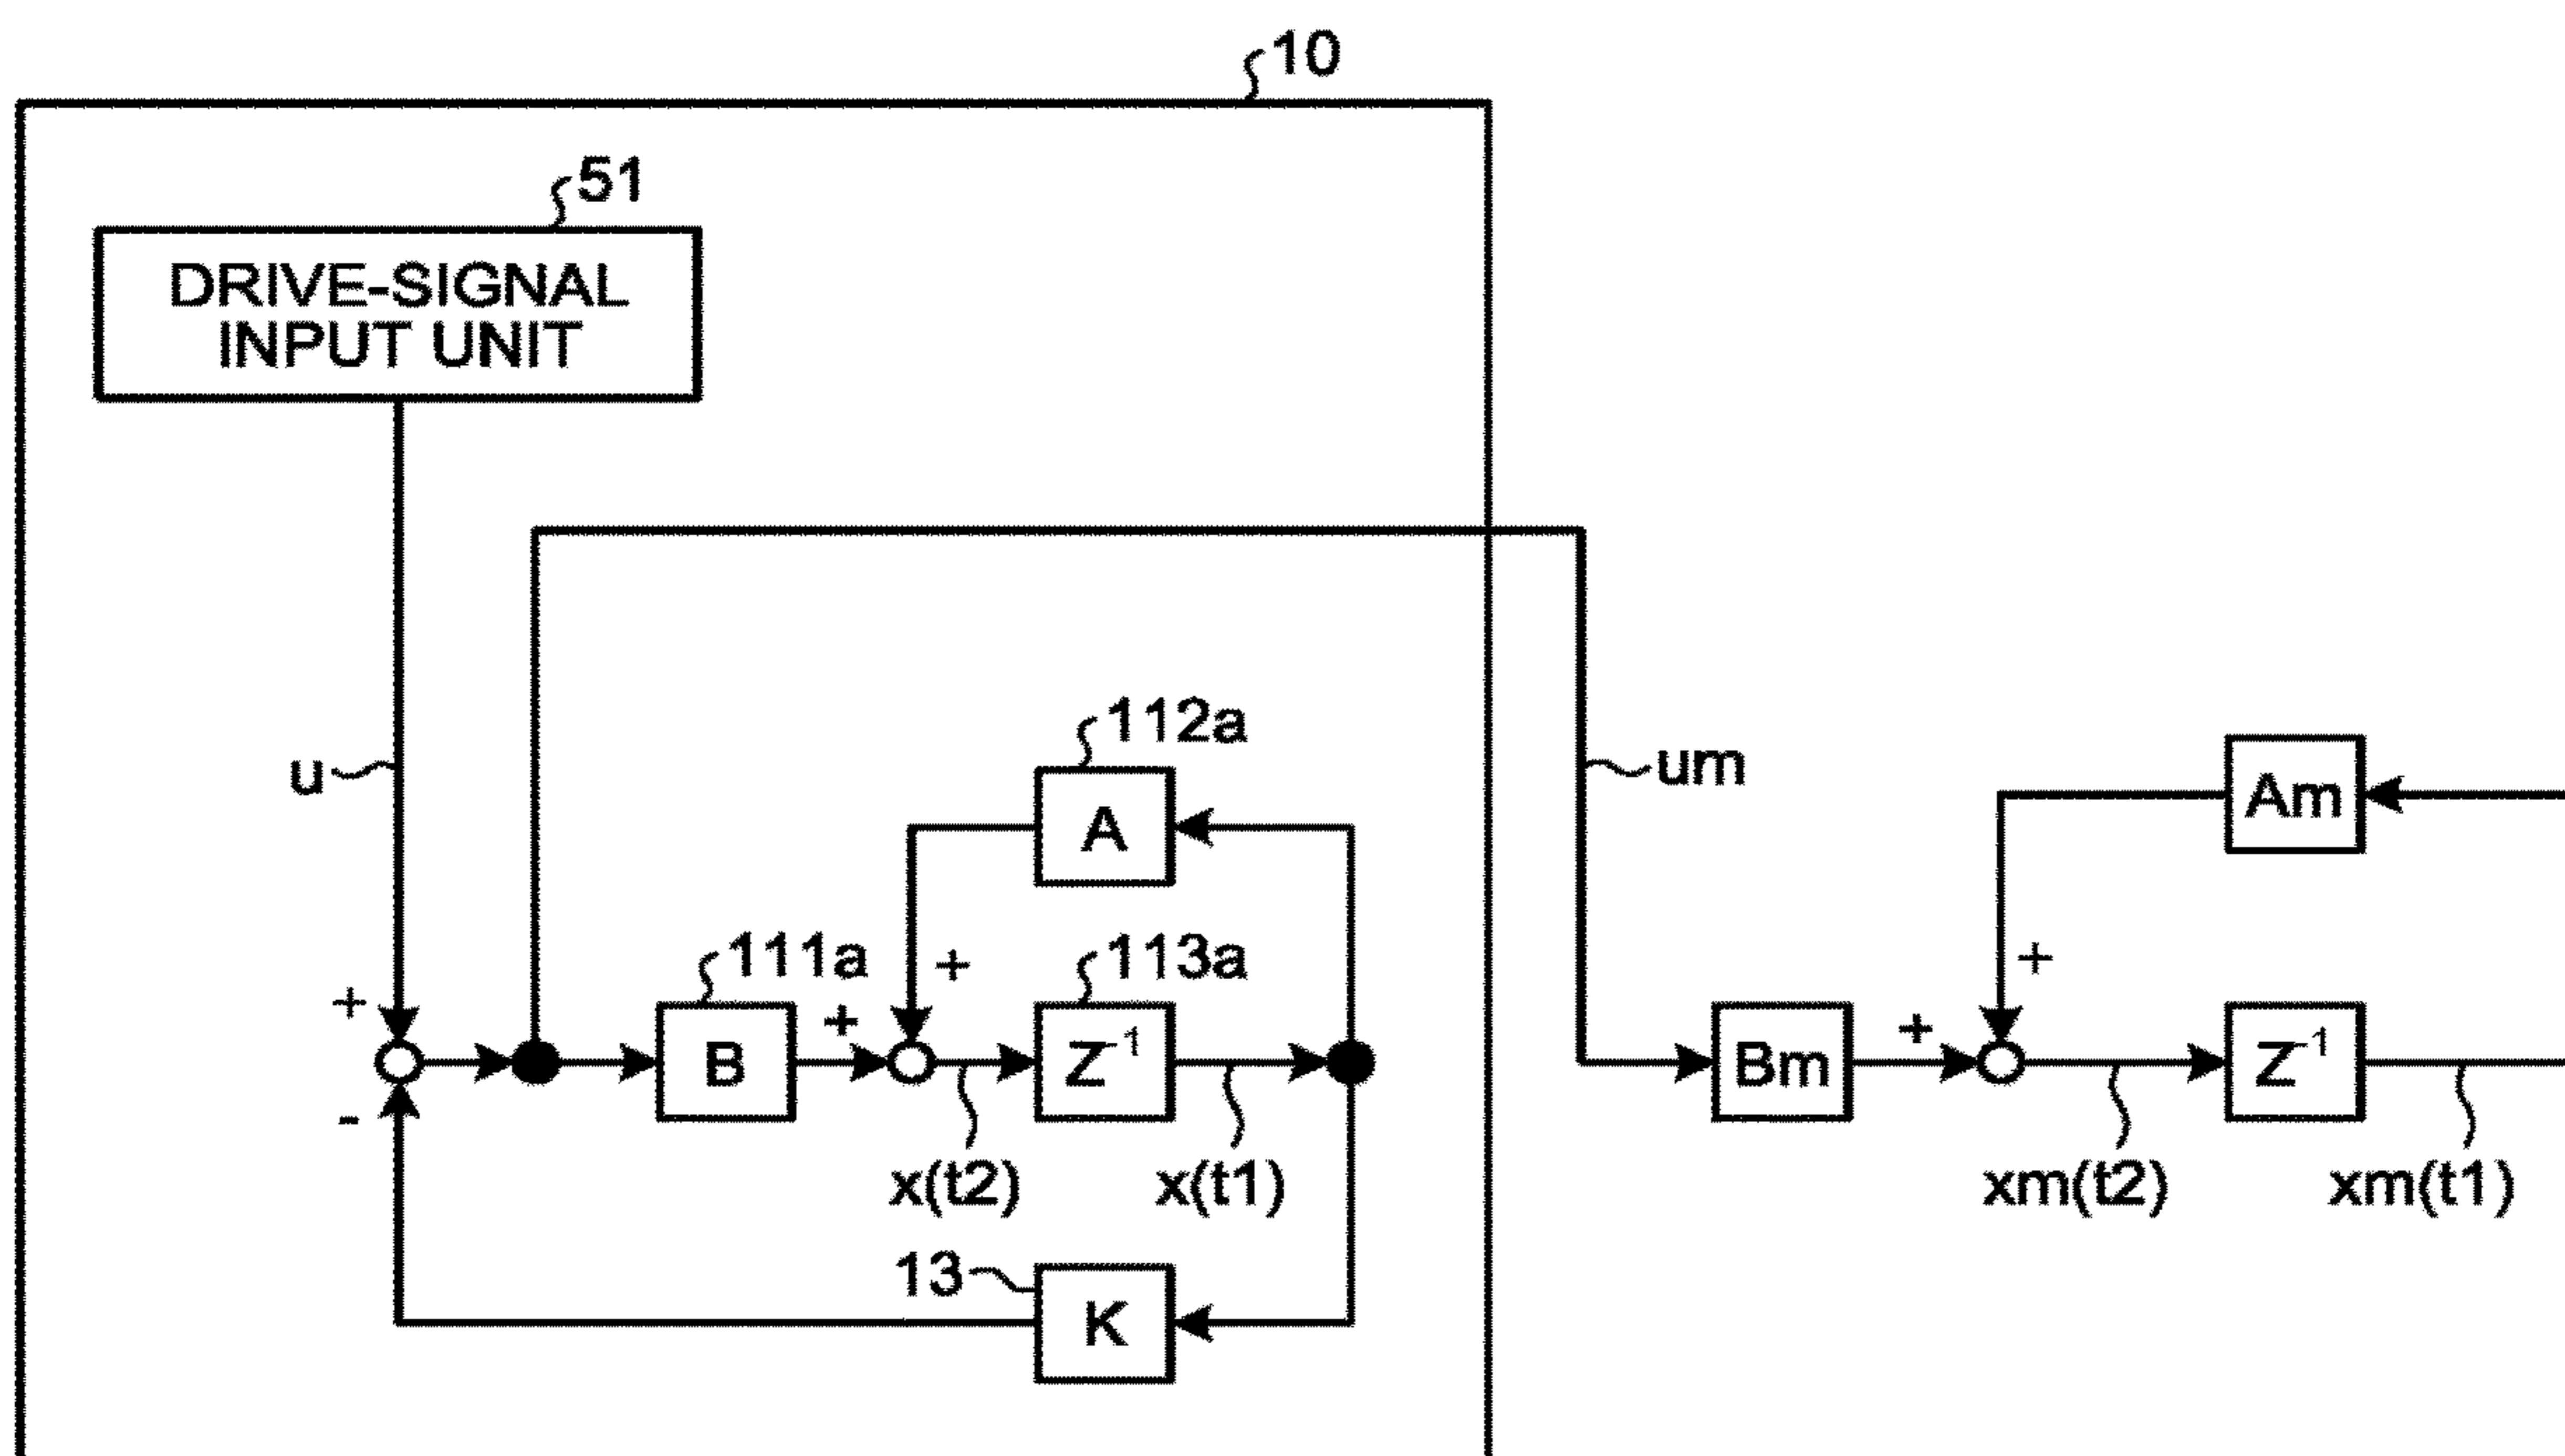 10
51
DRIVE-SIGNAL
INPUT UNIT
u
um
112a
A
Am
111a
113a
+
+
+
+
+
+
B
Z⁻¹
Bm
Z⁻¹
-
x(t2)
x(t1)
xm(t2)
xm(t1)
13
K